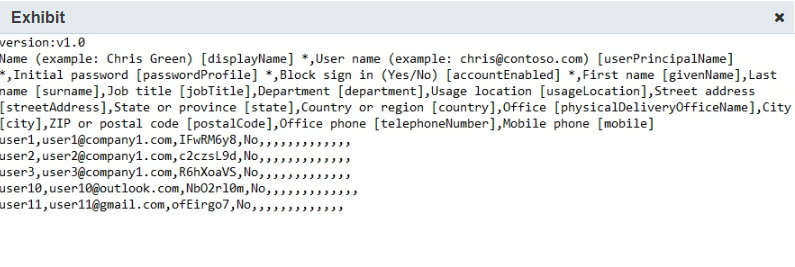 Exhibit ×
version:v1.0
Name (example: Chris Green) [displayName] *,User name (example: chris@contoso.com) [userPrincipalName]
*,Initial password [passwordProfile] *,Block sign in (Yes/No) [accountEnabled] *,First name [givenName],Last
name [surname],Job title [jobTitle],Department [department],Usage location [usageLocation],Street address
[streetAddress],State or province [state],Country or region [country],Office [physicalDeliveryOfficeName],City
[city],ZIP or postal code [postalCode],Office phone [telephoneNumber],Mobile phone [mobile]
user1,user1@company1.com,IFwRM6y8,No,,,,,,,,,,,,,
user2,user2@company1.com,c2czsL9d,No,,,,,,,,,,,,,
user3,user3@company1.com,R6hXoaVS,No,,,,,,,,,,,,,
user10,user10@outlook.com,NbO2rl0m,No,,,,,,,,,,,,,
user11,user11@gmail.com,ofEirgo7,No,,,,,,,,,,,,,